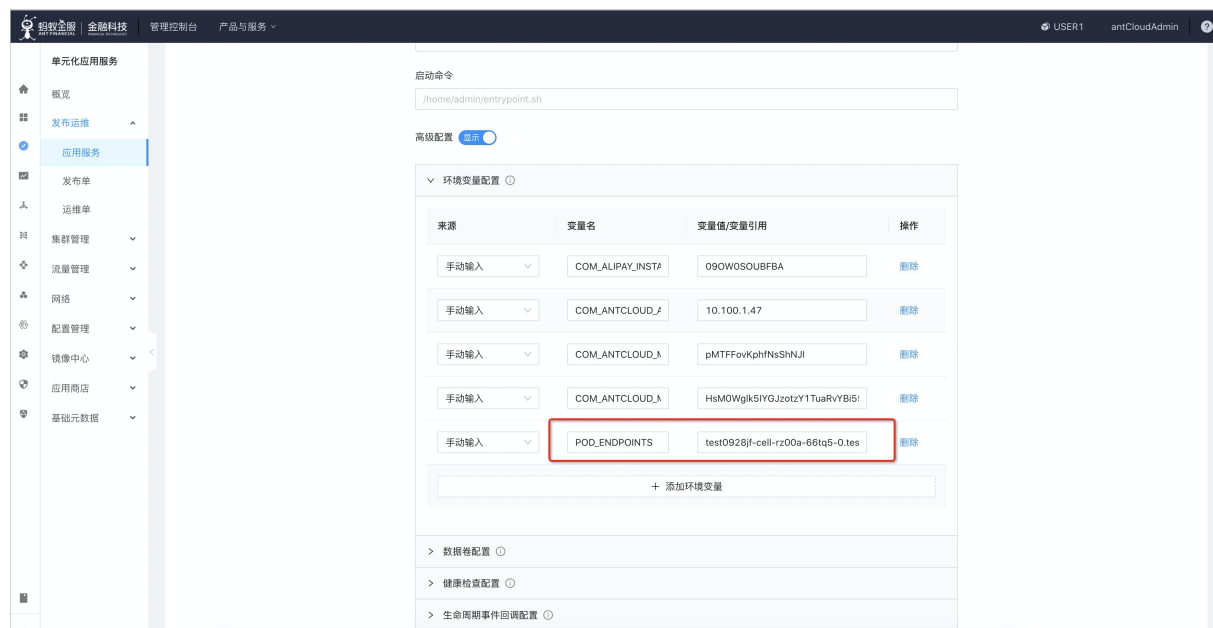 蚂蚁金服 金融科技 管理控制台 产品与服务 USER1 antCloudAdmin
ANT FINANCIAL FINANCIAL TECHNOLOGY
单元化应用服务
概览
发布运维
应用服务
发布单
运维单
集群管理
流量管理
网络
配置管理
镜像中心
应用商店
基础元数据
启动命令
/home/admin/entrypoint.sh
高级配置 显示
环境变量配置
来源 变量名 变量值/变量引用 操作
手动输入 COM_ALIPAY_INSTA 09OW0SOUBFBA 删除
手动输入 COM_ANTCLOUD_A 10.100.1.47 删除
手动输入 COM_ANTCLOUD_M pMTFFovKphfNsShNJI 删除
手动输入 COM_ANTCLOUD_M HsM0Wglk5IYGJzotzY1TuaRvYBi5 删除
手动输入 POD_ENDPOINTS test0928jf-cell-rz00a-66tq5-0.tes 删除
+ 添加环境变量
数据卷配置
健康检查配置
生命周期事件回调配置